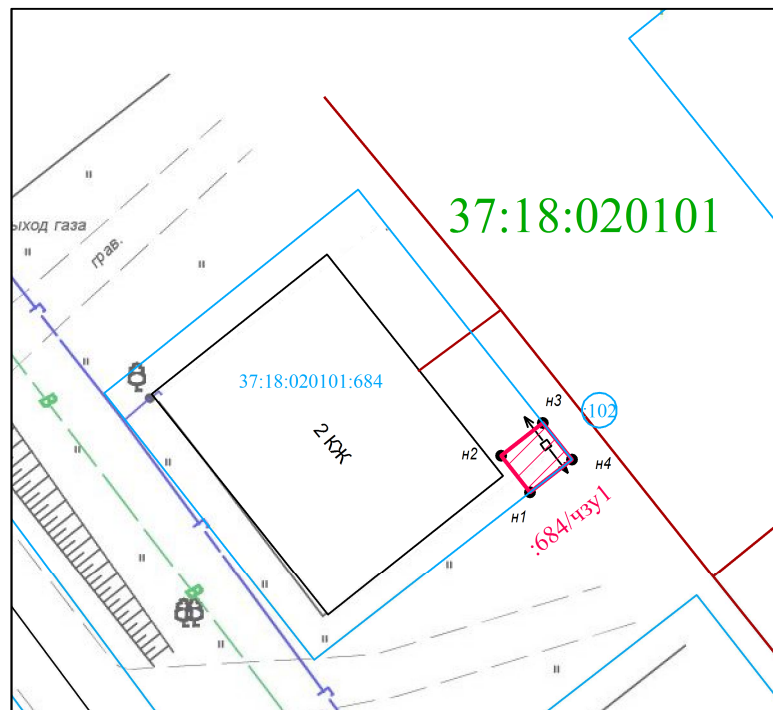 37:18:020101
ыход газа
грав.
37:18:020101:684
2 КЖ
н3
:102
н2
н4
н1
:684/чзу1
Г
Г
Г
В
В